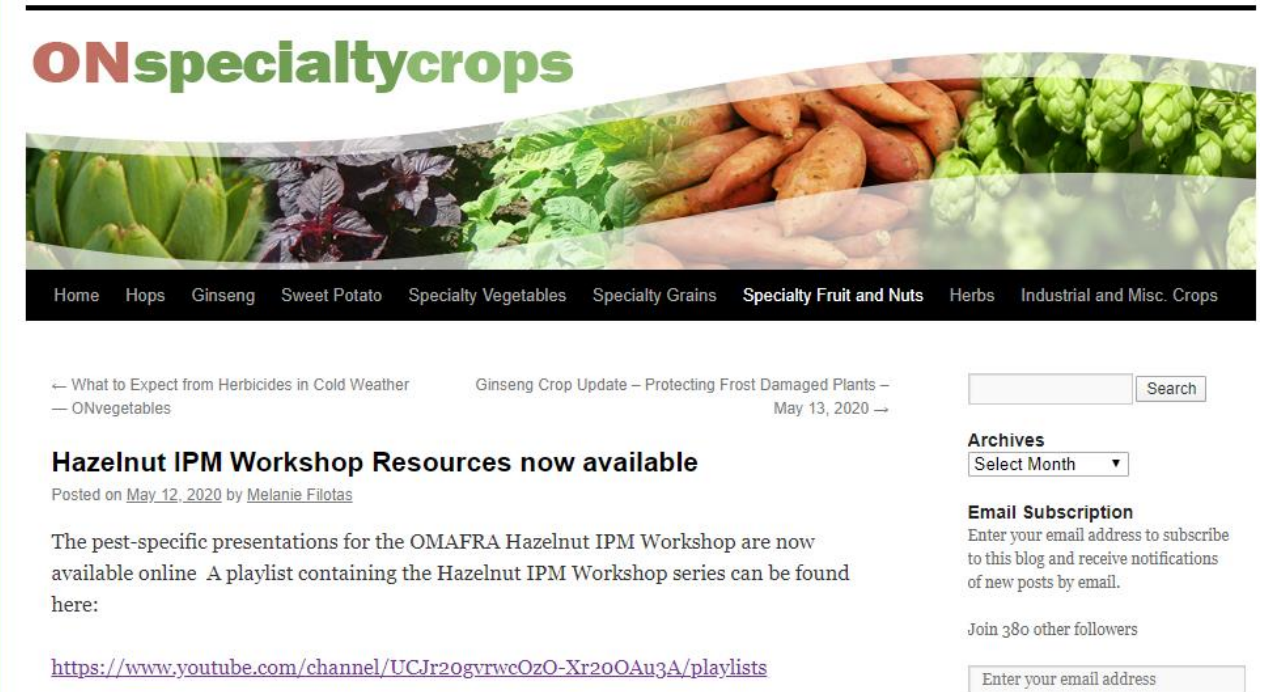 ONspecialtycrops
Home Hops Ginseng Sweet Potato Specialty Vegetables Specialty Grains Specialty Fruit and Nuts Herbs Industrial and Misc. Crops
← What to Expect from Herbicides in Cold Weather
— ONvegetables
Ginseng Crop Update – Protecting Frost Damaged Plants –
May 13, 2020 →
Hazelnut IPM Workshop Resources now available
Posted on May 12, 2020 by Melanie Filotas
The pest-specific presentations for the OMAFRA Hazelnut IPM Workshop are now
available online  A playlist containing the Hazelnut IPM Workshop series can be found
here:
https://www.youtube.com/channel/UCJr20gvrwcOzO-Xr20OAu3A/playlists
Search
Archives
Select Month
Email Subscription
Enter your email address to subscribe
to this blog and receive notifications
of new posts by email.
Join 380 other followers
Enter your email address